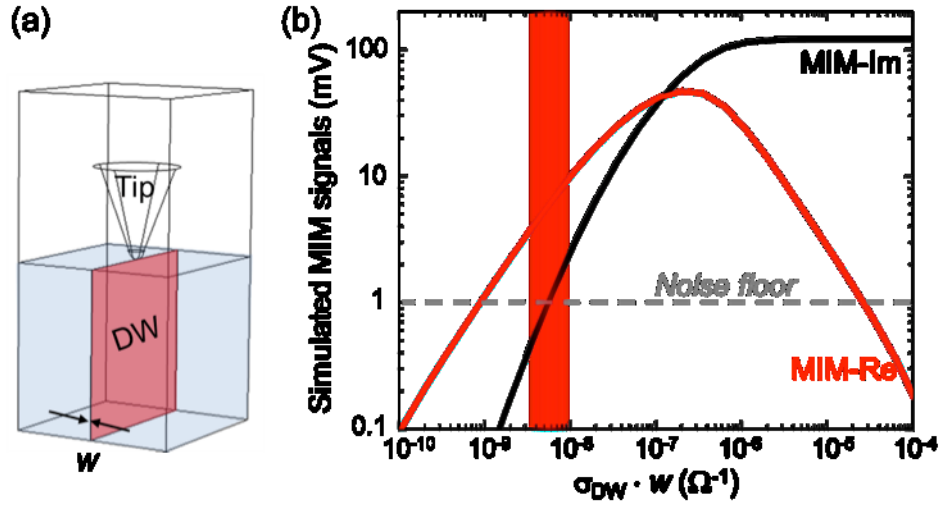 (a)
Tip
DW
w
(b)
Simulated MIM signals (mV)
100
10
1
0.1
MIM-Im
Noise floor
MIM-Re
10⁻¹⁰ 10⁻⁹ 10⁻⁸ 10⁻⁷ 10⁻⁶ 10⁻⁵ 10⁻⁴
σDW · w (Ω⁻¹)